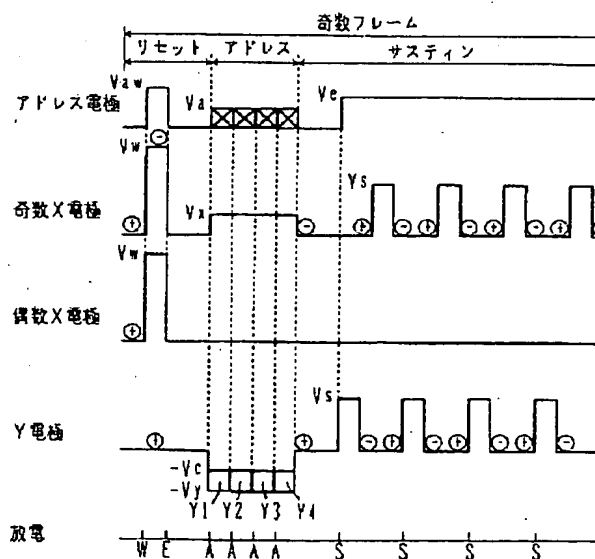 奇数フレーム
リセット アドレス サスティン
Vaw
アドレス電極 Va Ve
⊖
Vw
奇数X電極 Vx Vs
⊕ ⊖ ⊕ ⊖ ⊕ ⊖ ⊕ ⊖ ⊕
Vw
偶数X電極
⊕
Vs
Y電極
⊕ ⊕ ⊖ ⊕ ⊖ ⊕ ⊖ ⊕ ⊖
-Vc
-Vy
Y1 Y2 Y3 Y4
放電
W E A A A A S S S S